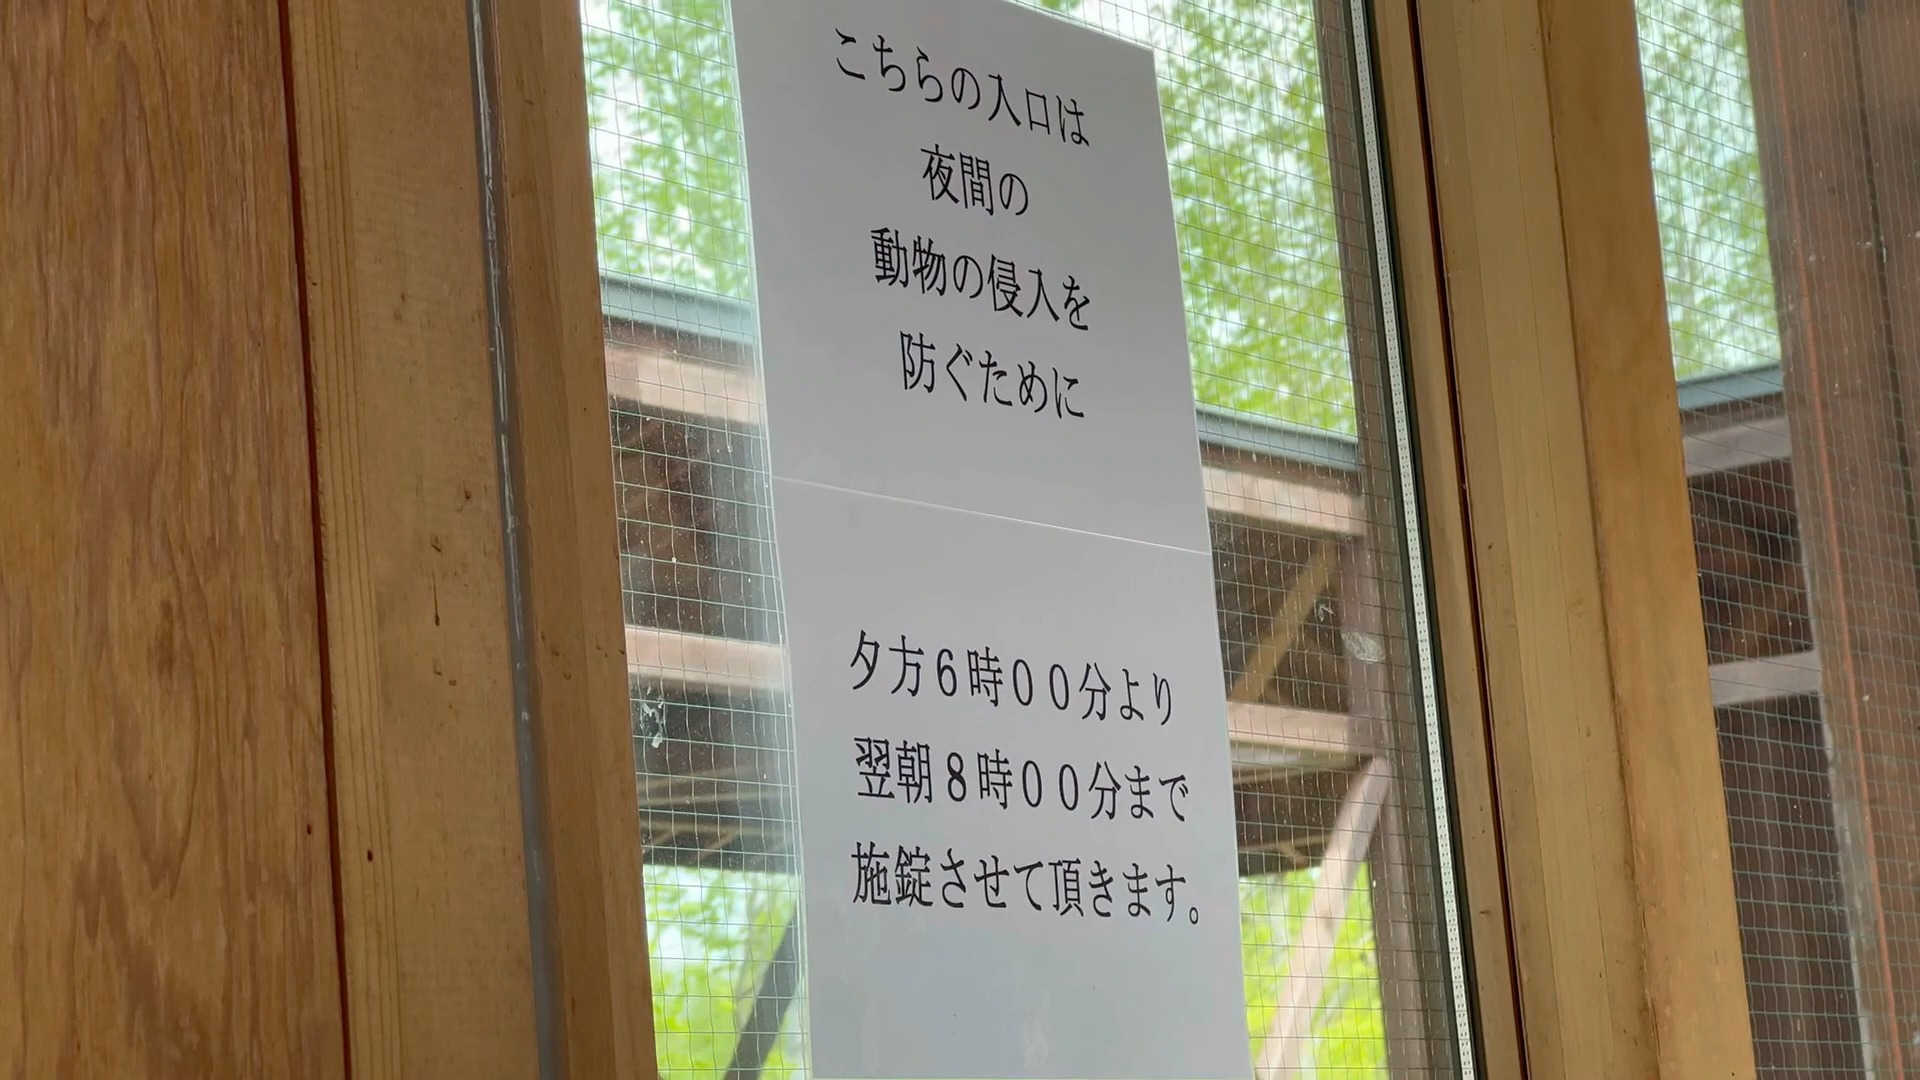 こちらの入口は
夜間の
動物の侵入を
防ぐために
夕方６時００分より
翌朝８時００分まで
施錠させて頂きます。